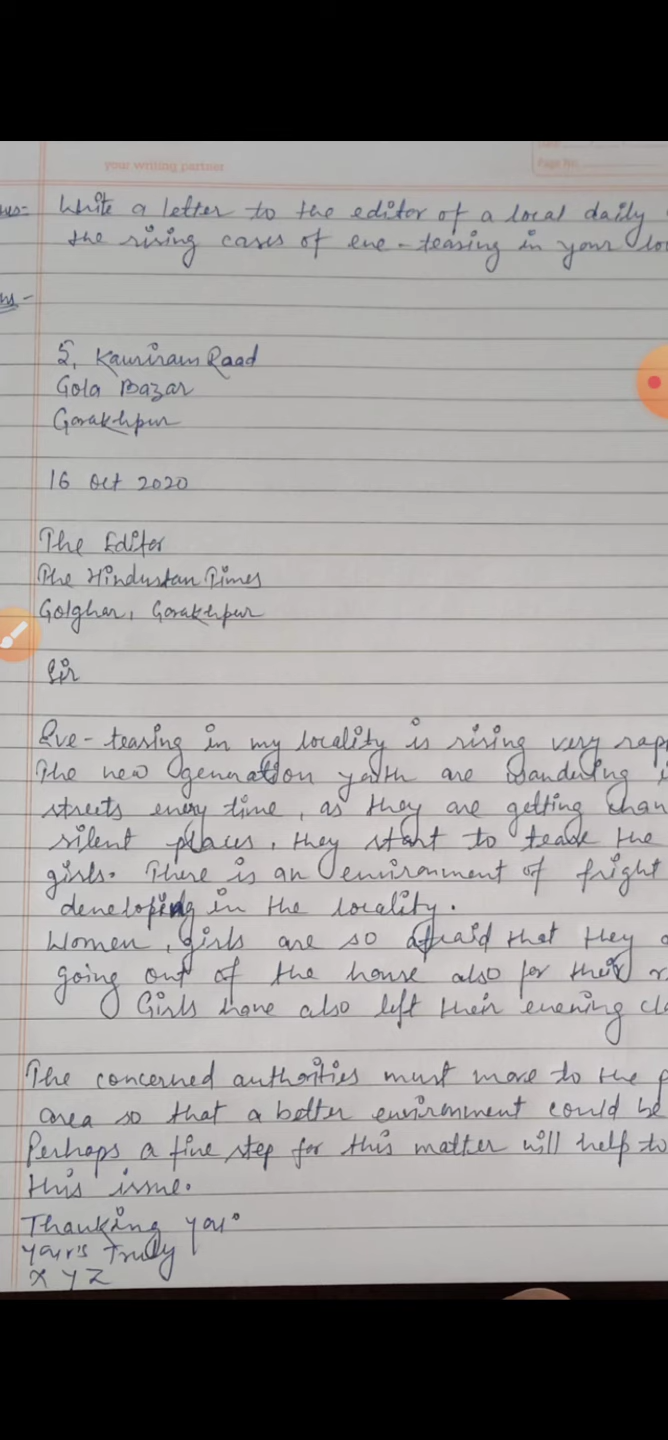 your writing partner
Page No.
Ques- Write a letter to the editor of a local daily
the rising cases of eve-teasing in your
Ans-
5, Kauriram Road
Gola Bazar
Gorakhpur
16 Oct 2020
The Editor
The Hindustan Times
Golghar, Gorakhpur
Sir
Eve-teasing in my locality is rising very
The new generation youth are wandering
streets every time, as they are getting
silent places, they start to tease the
girls. There is an environment of fright
developing in the locality.
Women, girls are so afraid that they
going out of the house also for their
Girls have also left their evening
The concerned authorities must move to the
area so that a better environment could be
Perhaps a fine step for this matter will help to
this issue.
Thanking you.
Your's Truly
X Y Z